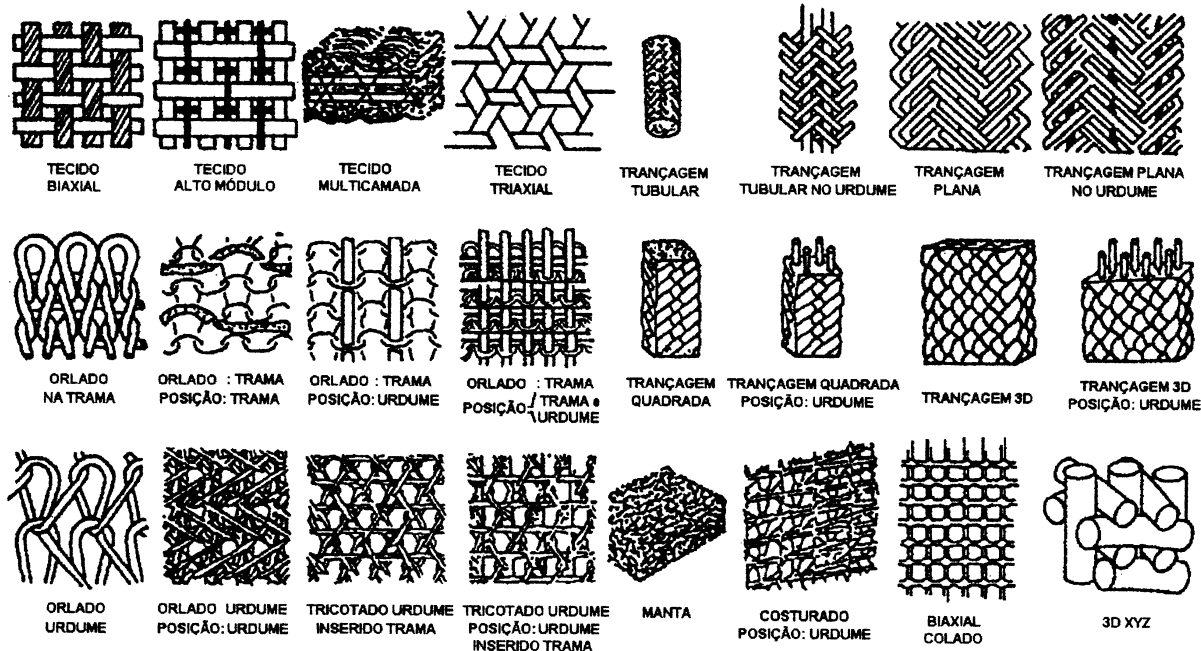 TECIDO
BIAXIAL
TECIDO
ALTO MÓDULO
TECIDO
MULTICAMADA
TECIDO
TRIAXIAL
TRANÇAGEM
TUBULAR
TRANÇAGEM
TUBULAR NO URDUME
TRANÇAGEM
PLANA
TRANÇAGEM PLANA
NO URDUME
ORLADO
NA TRAMA
ORLADO : TRAMA
POSIÇÃO: TRAMA
ORLADO : TRAMA
POSIÇÃO: URDUME
ORLADO : TRAMA
POSIÇÃO: / TRAMA e
URDUME
TRANÇAGEM
QUADRADA
TRANÇAGEM QUADRADA
POSIÇÃO: URDUME
TRANÇAGEM 3D
TRANÇAGEM 3D
POSIÇÃO: URDUME
ORLADO
URDUME
ORLADO URDUME
POSIÇÃO: URDUME
TRICOTADO URDUME
INSERIDO TRAMA
TRICOTADO URDUME
POSIÇÃO: URDUME
INSERIDO TRAMA
MANTA
COSTURADO
POSIÇÃO: URDUME
BIAXIAL
COLADO
3D XYZ